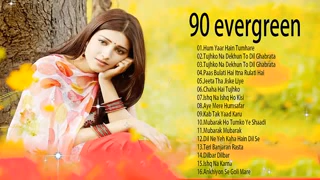 90 evergreen
01.Hum Yaar Hain Tumhare
02.Tujhko Na Dekhun To Dil Ghabrata
03.Tujhko Na Dekhun To Dil Ghabrata
04.Paas Bulati Hai Itna Rulati Hai
05.Jeeta Tha Jiske Liye
06.Chaha Hai Tujhko
07.Ishq Na Ishq Ho Kisi
08.Aye Mere Humsafar
09.Kab Tak Yaad Karu
10.Mubarak Ho Tumko Ye Shaadi
11.Mubarak Mubarak
12.Dil Ne Yeh Kaha Hain Dil Se
13.Teri Banjaran Rasta
14.Dilbar Dilbar
15.Ishq Na Karna
16.Ankhiyon Se Goli Mare